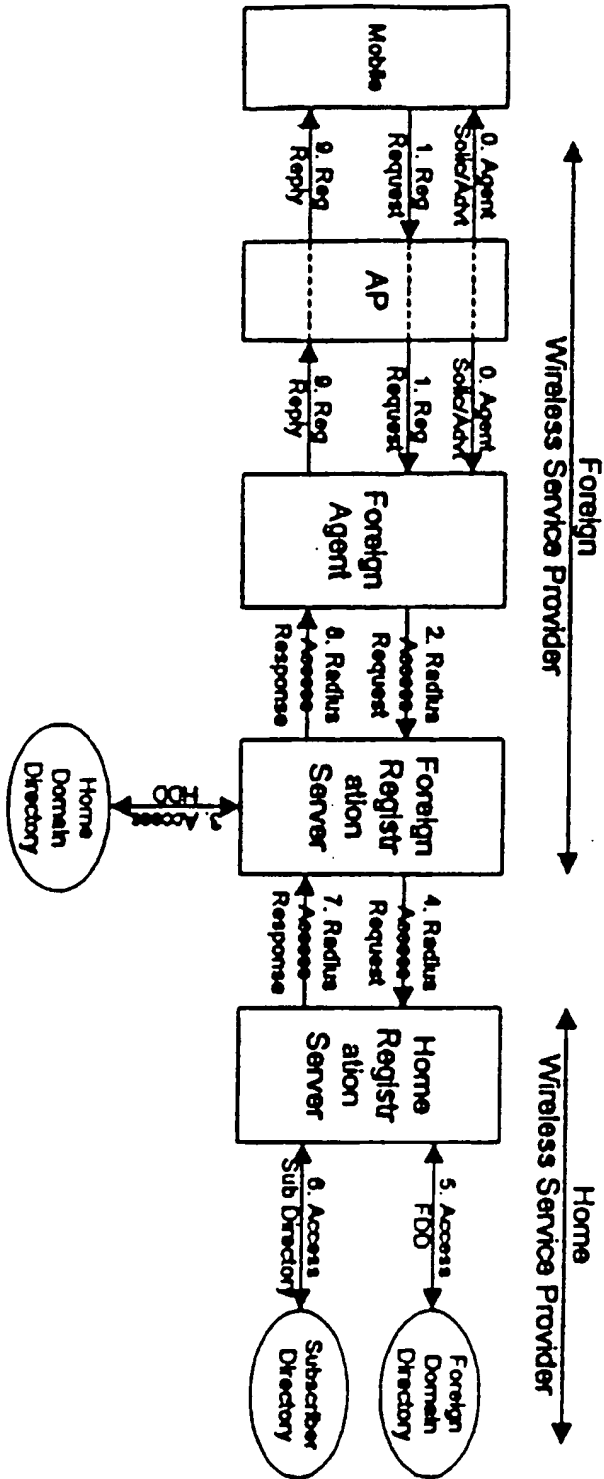 Foreign
Wireless Service Provider
Home
Wireless Service Provider
Mobile
0. Agent
Solic/Advt
1. Reg
Request
9. Reg
Reply
AP
0. Agent
Solic/Advt
1. Reg
Request
9. Reg
Reply
Foreign
Agent
2. Radius
Access
Request
8. Radius
Access
Response
Foreign
Registr
ation
Server
3. Access
HDD
Home
Domain
Directory
4. Radius
Access
Request
7. Radius
Access
Response
Home
Registr
ation
Server
5. Access
FDD
6. Access
Sub Directory
Foreign
Domain
Directory
Subscriber
Directory